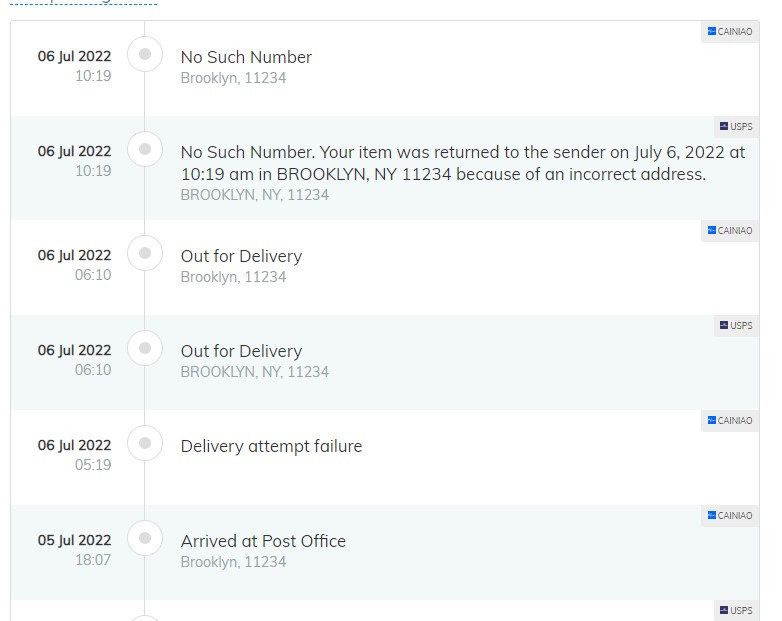 CAINIAO
06 Jul 2022
No Such Number
10:19
Brooklyn, 11234
USPS
06 Jul 2022
No Such Number. Your item was returned to the sender on July 6, 2022 at
10:19
10:19 am in BROOKLYN, NY 11234 because of an incorrect address.
BROOKLYN, NY, 11234
CAINIAO
06 Jul 2022
Out for Delivery
06:10
Brooklyn, 11234
USPS
06 Jul 2022
Out for Delivery
06:10
BROOKLYN, NY, 11234
CAINIAO
06 Jul 2022
Delivery attempt failure
05:19
CAINIAO
05 Jul 2022
Arrived at Post Office
18:07
Brooklyn, 11234
USPS